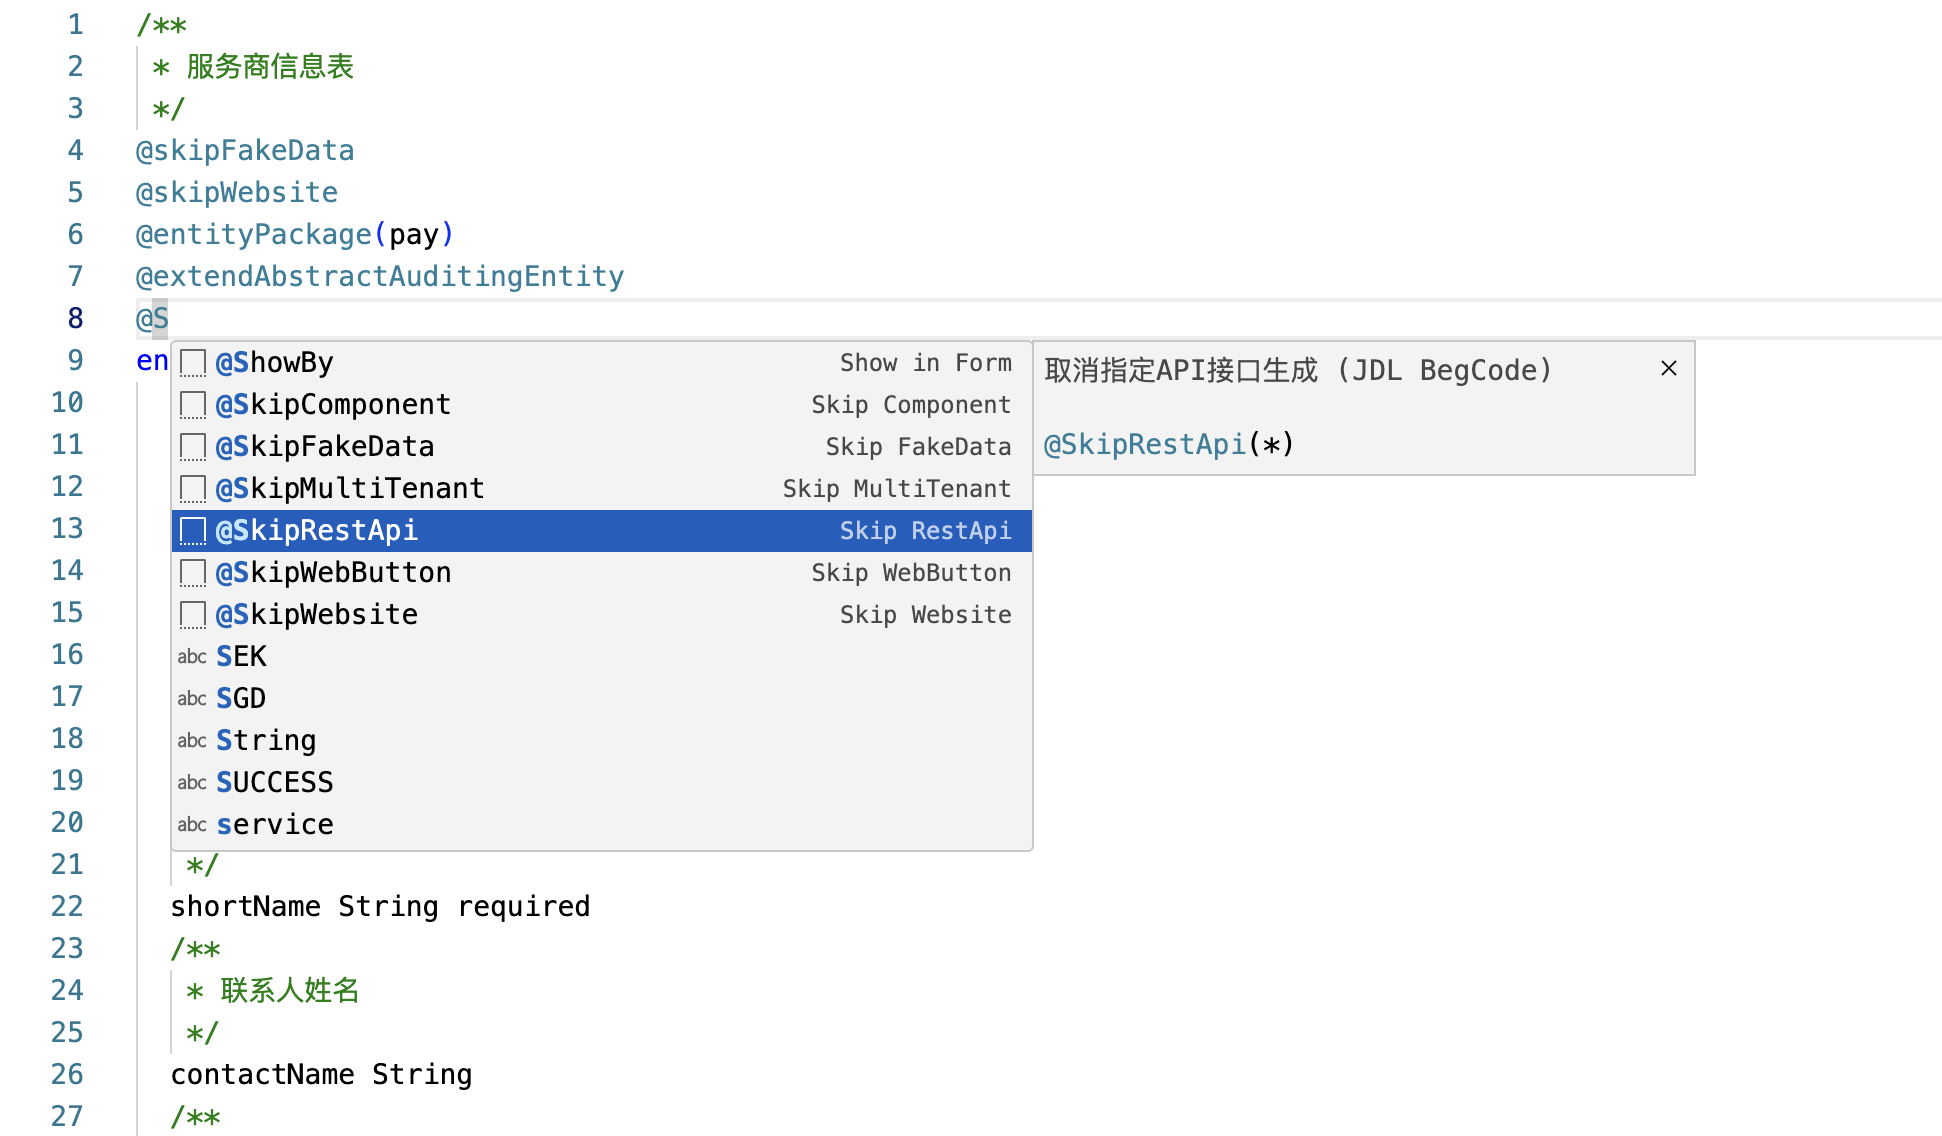 1 /**
2 * 服务商信息表
3 */
4 @skipFakeData
5 @skipWebsite
6 @entityPackage(pay)
7 @extendAbstractAuditingEntity
8 @S
9 en
@ShowBy Show in Form
取消指定API接口生成 (JDL BegCode)
10
@SkipComponent Skip Component
11
@SkipFakeData Skip FakeData
@SkipRestApi(*)
12
@SkipMultiTenant Skip MultiTenant
13
@SkipRestApi Skip RestApi
14
@SkipWebButton Skip WebButton
15
@SkipWebsite Skip Website
16
abc SEK
17
abc SGD
18
abc String
19
abc SUCCESS
20
abc service
21 */
22 shortName String required
23 /**
24 * 联系人姓名
25 */
26 contactName String
27 /**